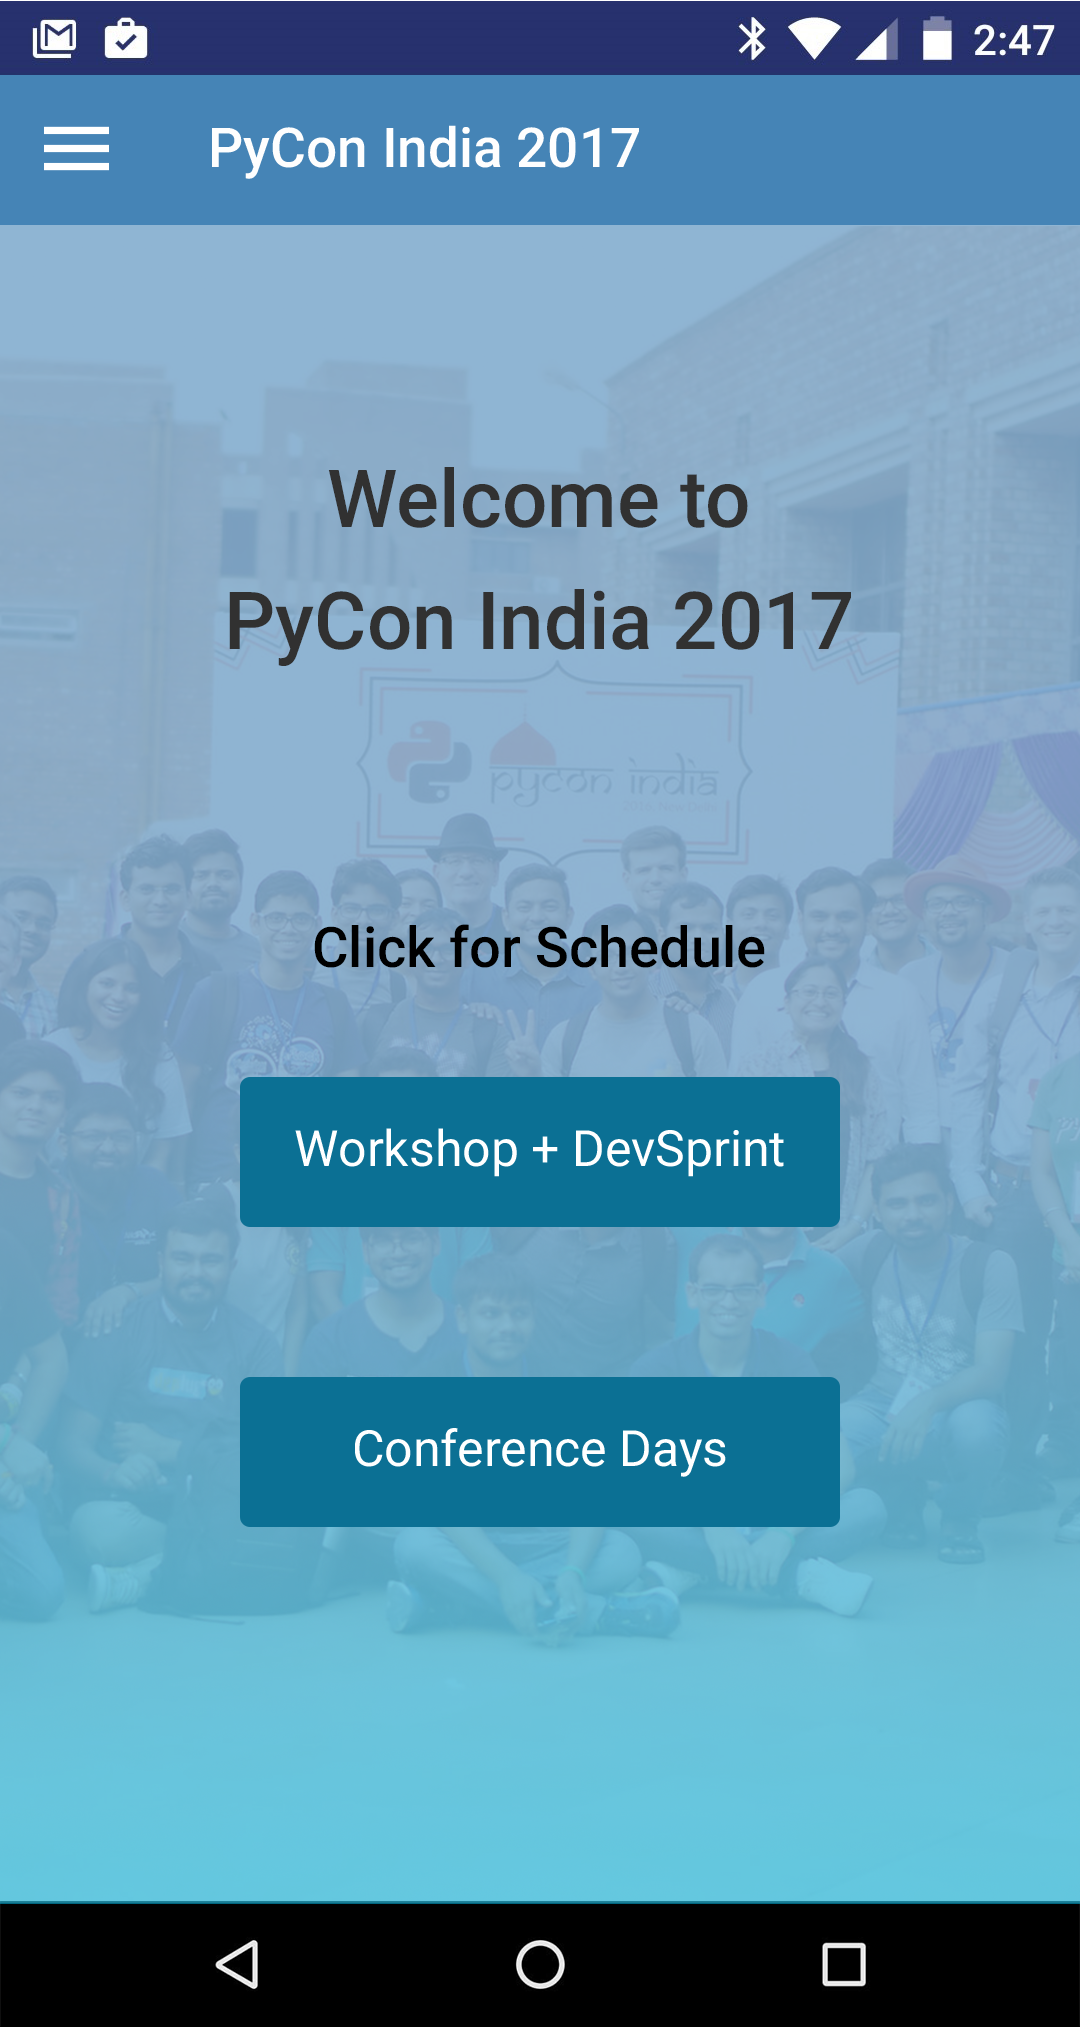 2:47
PyCon India 2017
Welcome to
PyCon India 2017
pycon india
Click for Schedule
Workshop + DevSprint
Conference Days